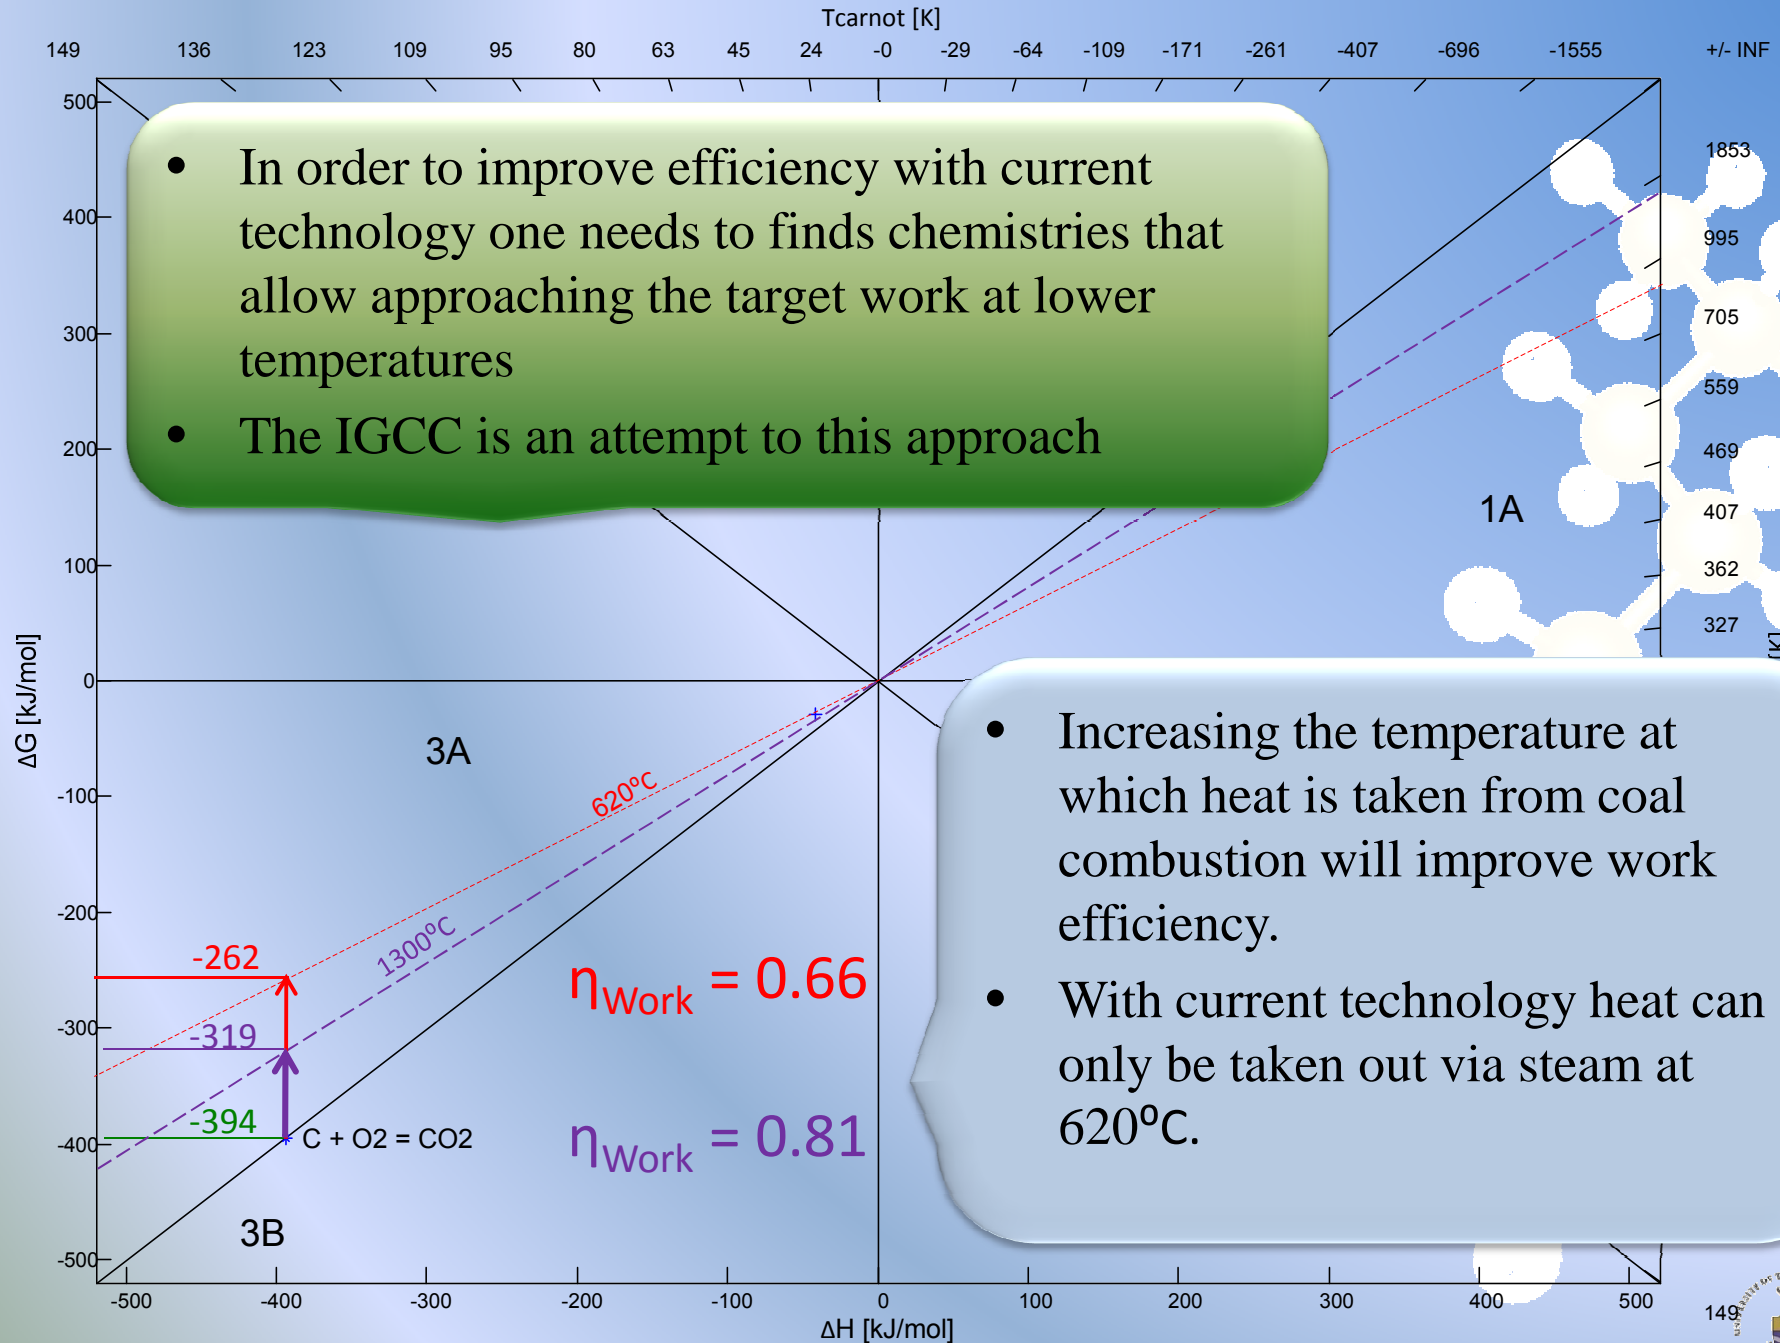 Tcarnot [K]
149 136 123 109 95 80 63 45 24 -0 -29 -64 -109 -171 -261 -407 -696 -1555 +/- INF
500
400
300
200
100
0
-100
-200
-300
-400
-500
ΔG [kJ/mol]
• In order to improve efficiency with current
technology one needs to finds chemistries that
allow approaching the target work at lower
temperatures
• The IGCC is an attempt to this approach
1853
995
705
559
469
407
362
327
1A
3A
620ºC
1300ºC
-262
-319
-394
C + O2 = CO2
ηWork = 0.66
ηWork = 0.81
3B
• Increasing the temperature at
which heat is taken from coal
combustion will improve work
efficiency.
• With current technology heat can
only be taken out via steam at
620ºC.
-500 -400 -300 -200 -100 0 100 200 300 400 500
149
ΔH [kJ/mol]